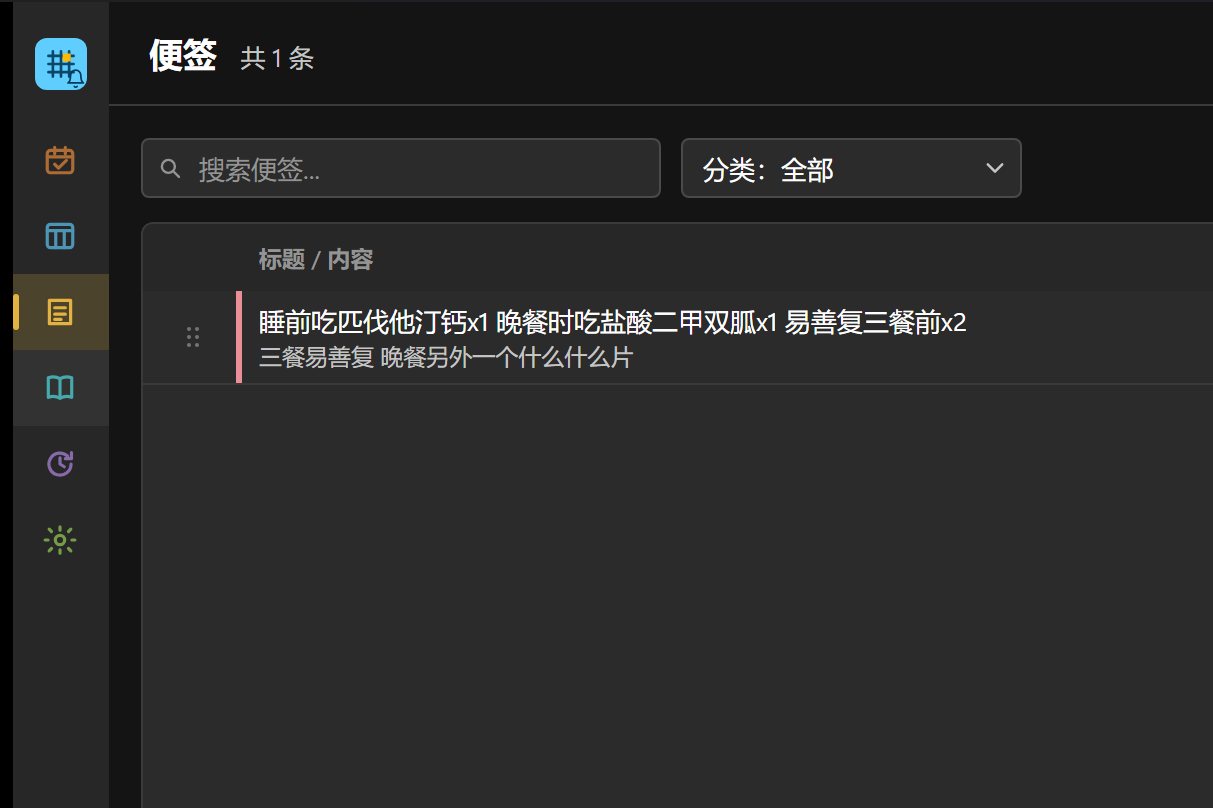 便签 共 1 条
搜索便签...
分类：全部
标题 / 内容
睡前吃匹伐他汀钙x1 晚餐时吃盐酸二甲双胍x1 易善复三餐前x2
三餐易善复 晚餐另外一个什么什么片